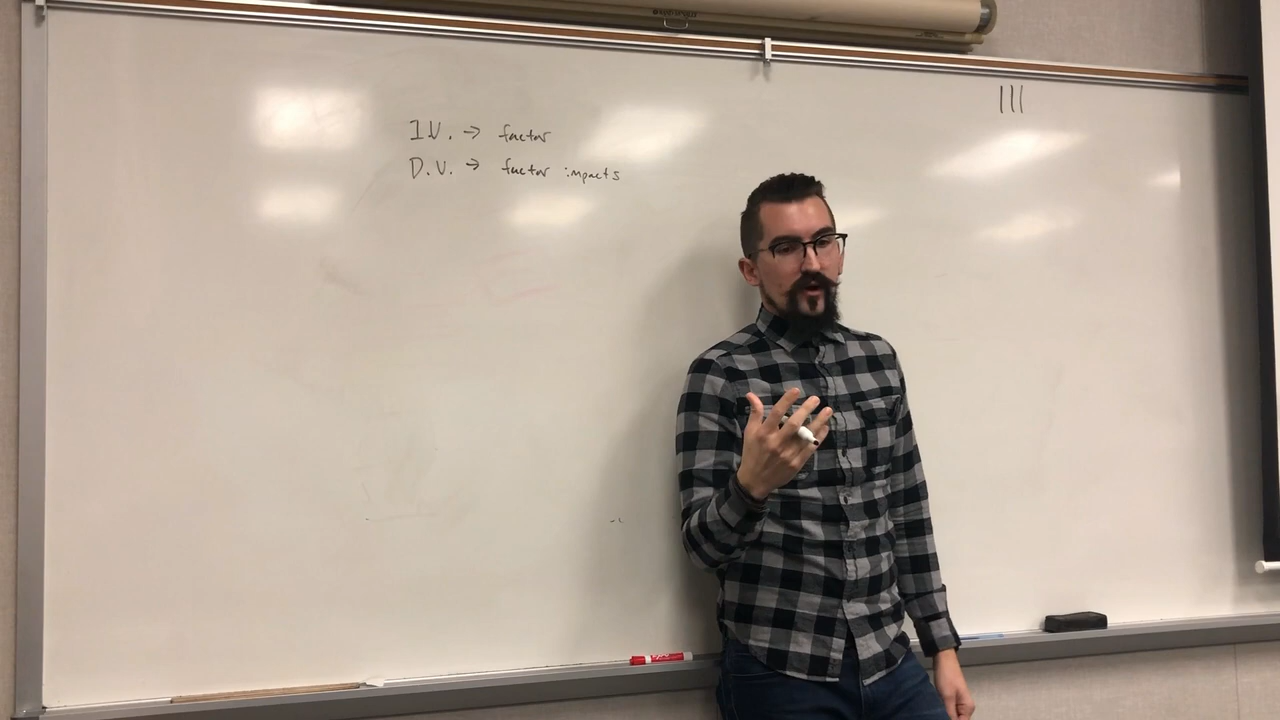 I.V. → factor
D.V. → factor impacts
|||